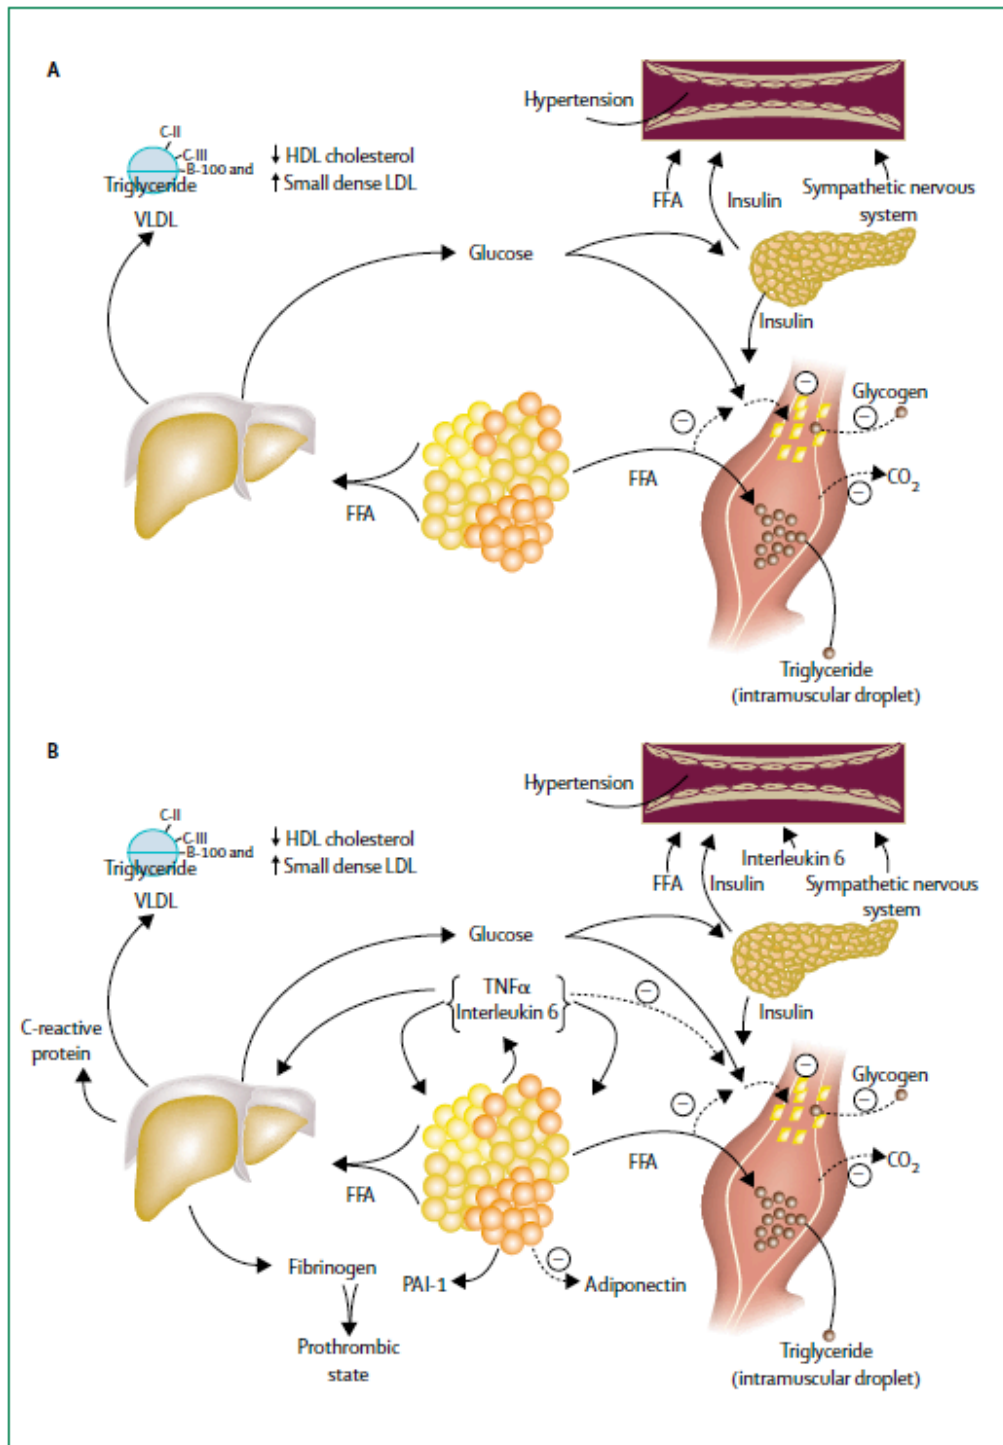 A
Hypertension
C-II
C-III
B-100 and
Triglyceride
VLDL
↓ HDL cholesterol
↑ Small dense LDL
FFA
Insulin
Sympathetic nervous
system
Glucose
Insulin
−
−
Glycogen
−
FFA
FFA
−
CO2
Triglyceride
(intramuscular droplet)
B
Hypertension
C-II
C-III
B-100 and
Triglyceride
VLDL
↓ HDL cholesterol
↑ Small dense LDL
FFA
Insulin
Interleukin 6
Sympathetic nervous
system
Glucose
TNFα
Interleukin 6
−
Insulin
C-reactive
protein
−
−
Glycogen
−
FFA
FFA
−
CO2
Fibrinogen
PAI-1
−
Adiponectin
Prothrombic
state
Triglyceride
(intramuscular droplet)